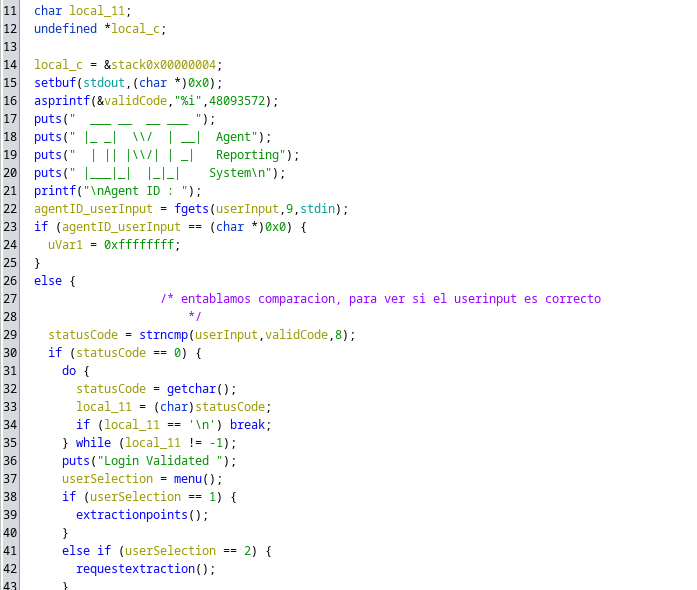 11 char local_11;
12 undefined *local_c;
13
14 local_c = &stack0x00000004;
15 setbuf(stdout,(char *)0x0);
16 asprintf(&validCode,"%i",48093572);
17 puts("  ___ __  __ ___ ");
18 puts(" |_ _|  \\/  | __|  Agent");
19 puts("  | || |\\/| | _|   Reporting");
20 puts(" |___|_|  |_|_|    System\n");
21 printf("\nAgent ID : ");
22 agentID_userInput = fgets(userInput,9,stdin);
23 if (agentID_userInput == (char *)0x0) {
24   uVar1 = 0xffffffff;
25 }
26 else {
27 /* entablamos comparacion, para ver si el userinput es correcto
28 */
29   statusCode = strncmp(userInput,validCode,8);
30   if (statusCode == 0) {
31     do {
32       statusCode = getchar();
33       local_11 = (char)statusCode;
34       if (local_11 == '\n') break;
35     } while (local_11 != -1);
36     puts("Login Validated ");
37     userSelection = menu();
38     if (userSelection == 1) {
39       extractionpoints();
40     }
41     else if (userSelection == 2) {
42       requestextraction();
43     }